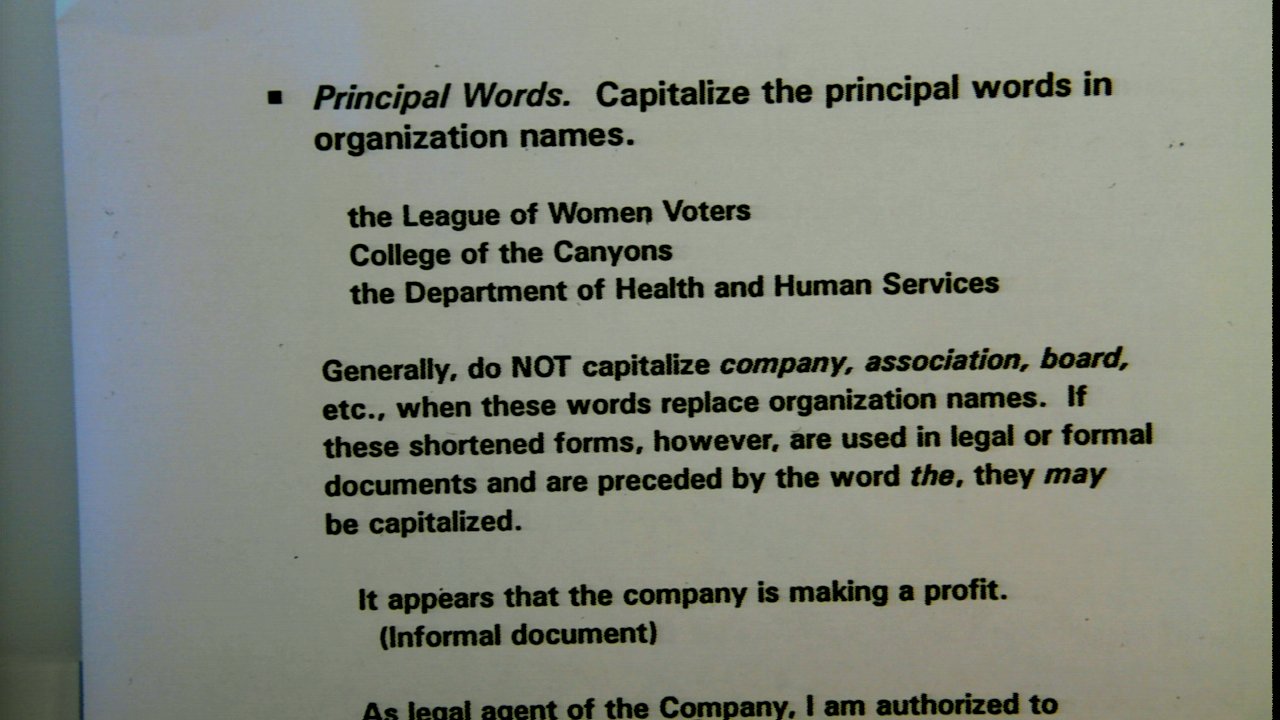 ▪ Principal Words. Capitalize the principal words in
organization names.
the League of Women Voters
College of the Canyons
the Department of Health and Human Services
Generally, do NOT capitalize company, association, board,
etc., when these words replace organization names. If
these shortened forms, however, are used in legal or formal
documents and are preceded by the word the, they may
be capitalized.
It appears that the company is making a profit.
(Informal document)
As legal agent of the Company, I am authorized to